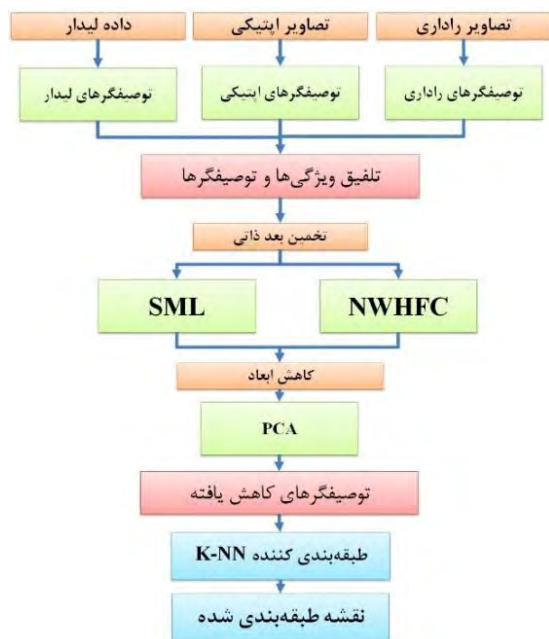 تصاویر راداری
تصاویر اپتیکی
داده لیدار
توصیفگرهای راداری
توصیفگرهای اپتیکی
توصیفگرهای لیدار
تلفیق ویژگی‌ها و توصیفگرها
تخمین بعد ذاتی
NWHFC
SML
کاهش ابعاد
PCA
توصیفگرهای کاهش یافته
طبقه‌بندی کننده K-NN
نقشه طبقه‌بندی شده